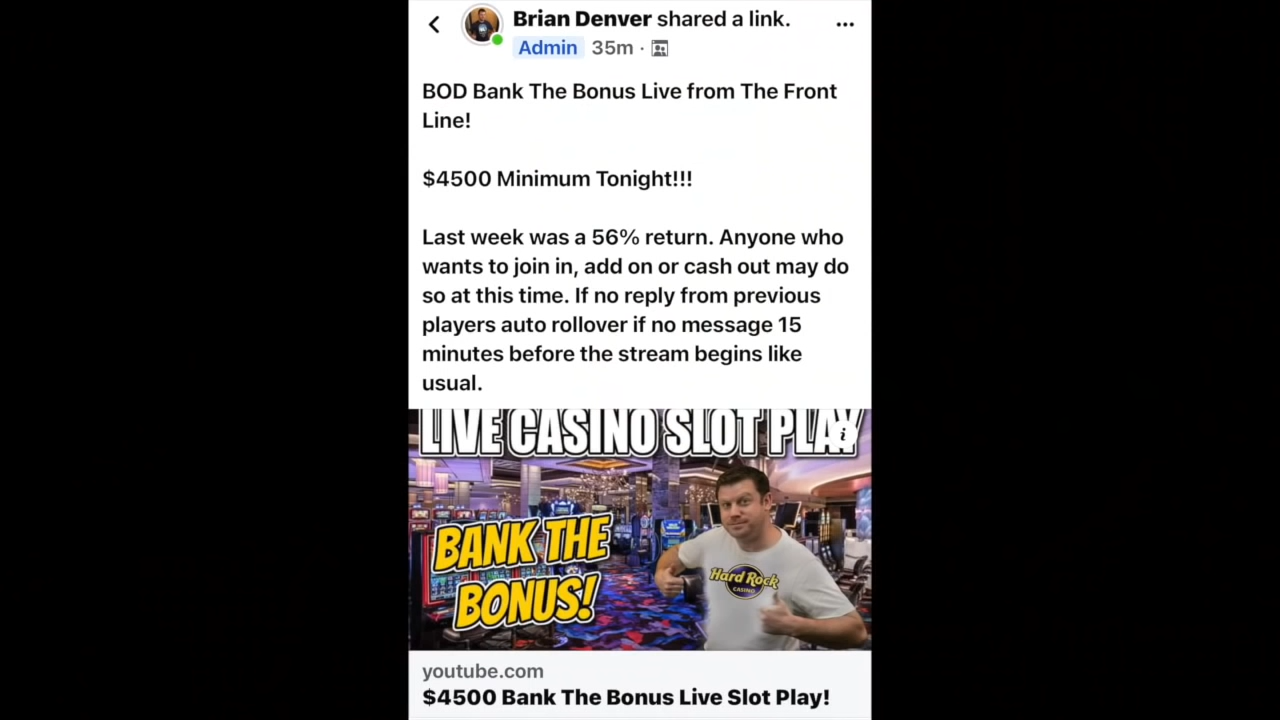 Brian Denver shared a link.
Admin 35m ·
BOD Bank The Bonus Live from The Front
Line!
$4500 Minimum Tonight!!!
Last week was a 56% return. Anyone who
wants to join in, add on or cash out may do
so at this time. If no reply from previous
players auto rollover if no message 15
minutes before the stream begins like
usual.
LIVE CASINO SLOT PLAY
BANK THE
BONUS!
Hard Rock
CASINO
youtube.com
$4500 Bank The Bonus Live Slot Play!